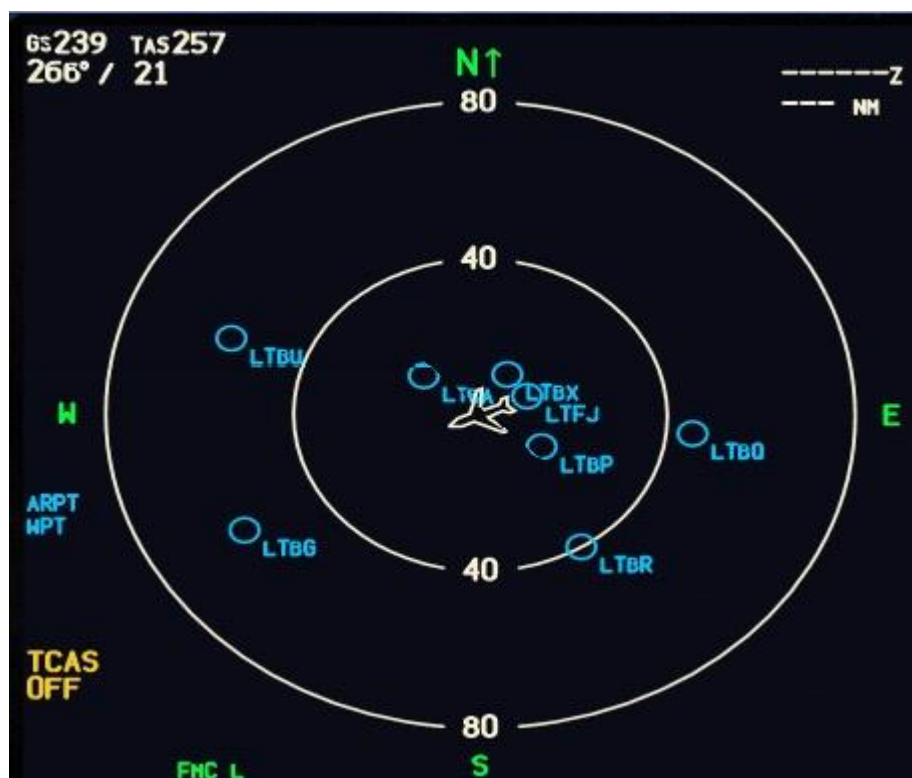 GS239 TAS257
266°/ 21
N↑
------Z
--- NM
80
40
LTBU
LTBX
LTFJ
W
E
LTBQ
LTBP
ARPT
WPT
LTBG
LTBR
40
TCAS
OFF
80
S
FMC L